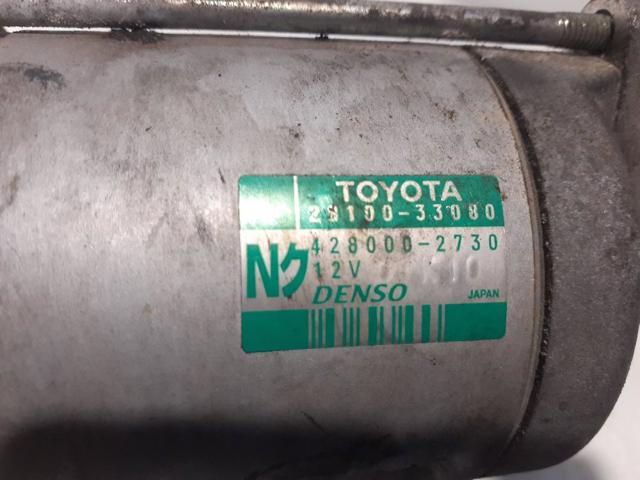 TOYOTA
28100-33080
428000-2730
Nク
12V
DENSO
JAPAN